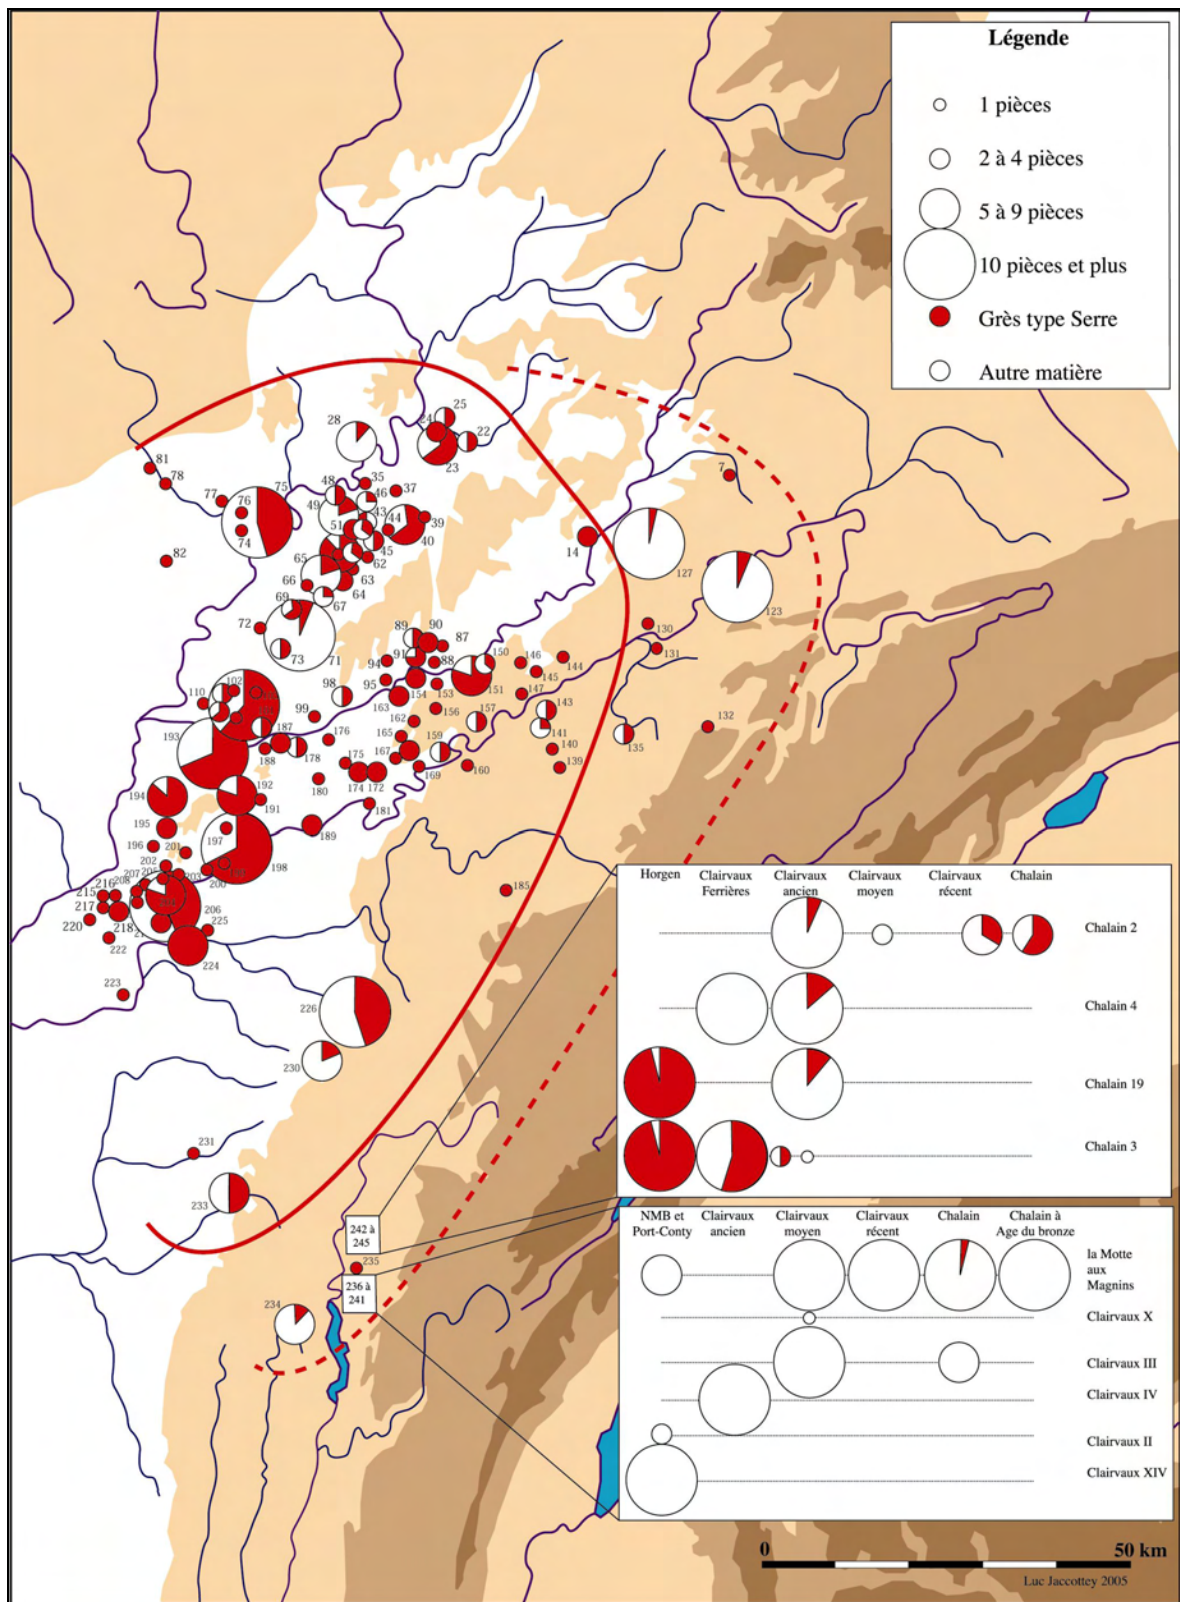 Légende
1 pièces
2 à 4 pièces
5 à 9 pièces
10 pièces et plus
Grès type Serre
Autre matière
25
24
28
22
23
81
78
77
76
75
74
82
48
35
37
46
49
43
44
39
51
40
45
62
65
63
66
64
67
69
72
73
71
7
14
127
123
130
131
132
135
89
90
87
91
88
94
95
150
151
146
145
144
147
98
154
153
163
156
162
157
143
141
140
139
165
159
167
169
160
110
102
99
193
187
188
178
176
175
180
174
172
181
194
192
191
195
189
196
201
197
198
202
200
207
203
216
208
215
206
217
218
225
220
222
224
223
185
226
230
231
233
242 à
245
235
236 à
241
234
Horgen
Clairvaux
Ferrières
Clairvaux
ancien
Clairvaux
moyen
Clairvaux
récent
Chalain
Chalain 2
Chalain 4
Chalain 19
Chalain 3
NMB et
Port-Conty
Clairvaux
ancien
Clairvaux
moyen
Clairvaux
récent
Chalain
Chalain à
Age du bronze
la Motte
aux
Magnins
Clairvaux X
Clairvaux III
Clairvaux IV
Clairvaux II
Clairvaux XIV
0
50 km
Luc Jaccottey 2005